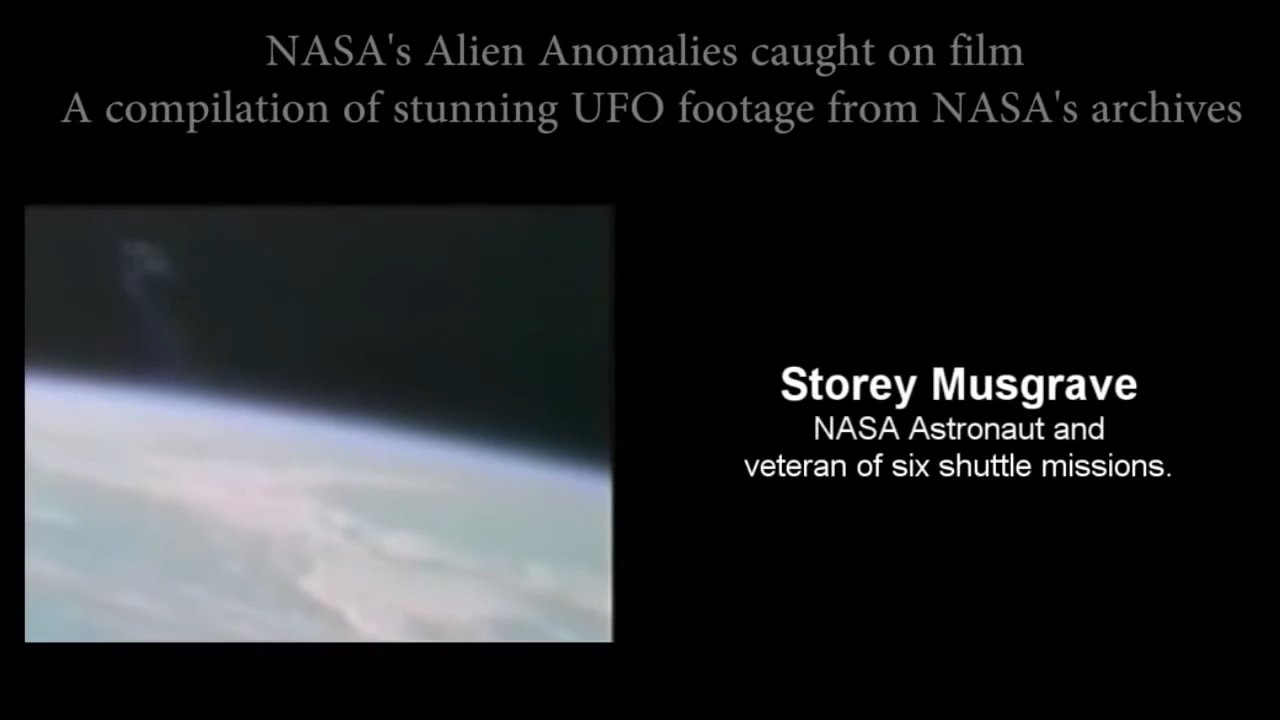 NASA's Alien Anomalies caught on film
A compilation of stunning UFO footage from NASA's archives
Storey Musgrave
NASA Astronaut and
veteran of six shuttle missions.